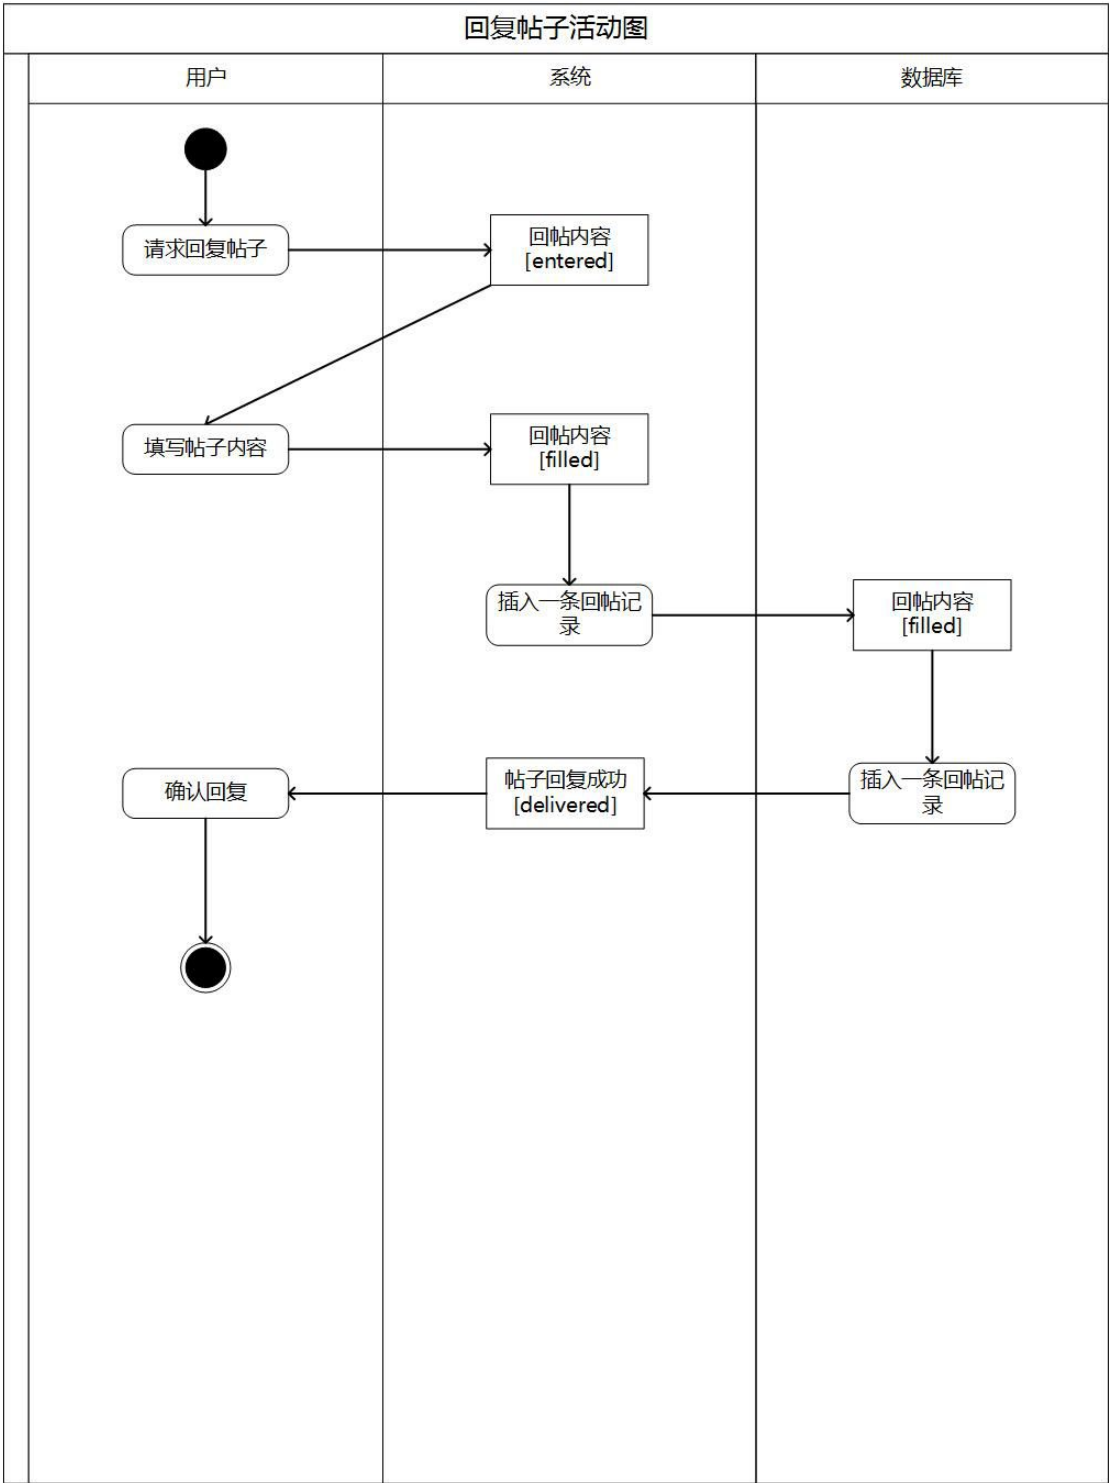 回复帖子活动图
用户
系统
数据库
请求回复帖子
回帖内容
[entered]
填写帖子内容
回帖内容
[filled]
插入一条回帖记
录
回帖内容
[filled]
确认回复
帖子回复成功
[delivered]
插入一条回帖记
录